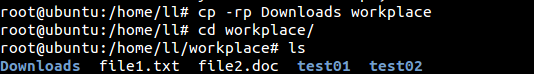 root@ubuntu:/home/ll# cp -rp Downloads workplace
root@ubuntu:/home/ll# cd workplace/
root@ubuntu:/home/ll/workplace# ls
Downloads  file1.txt  file2.doc  test01  test02